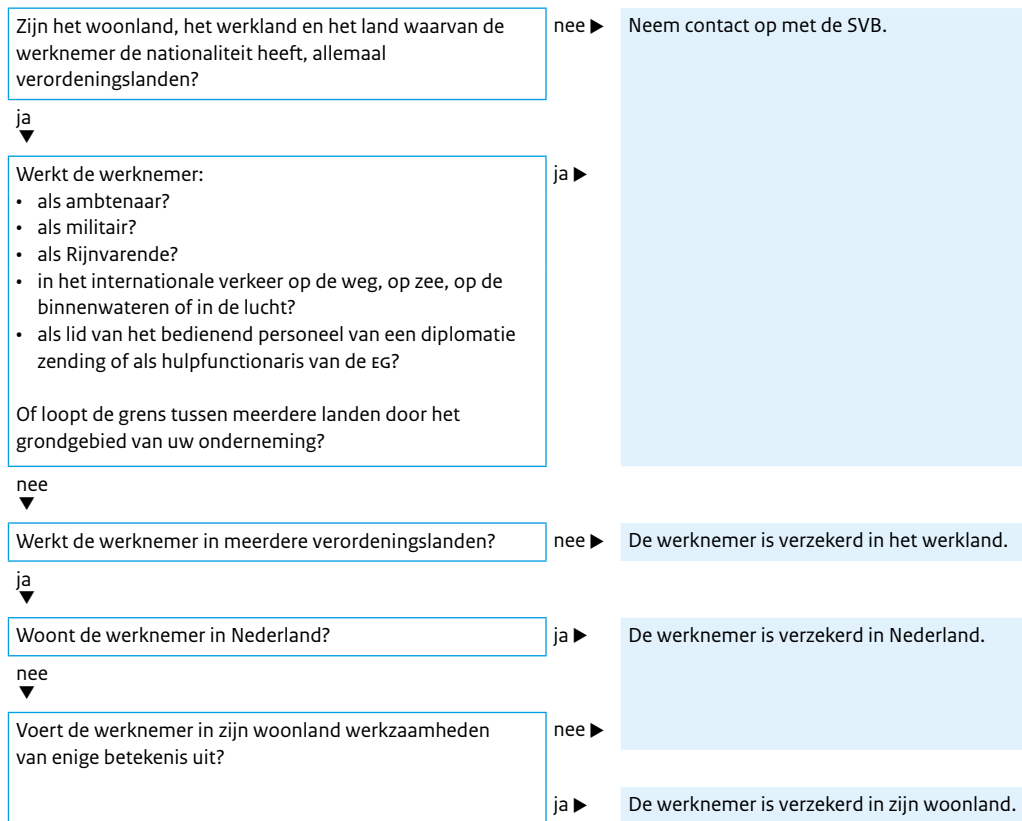 Zijn het woonland, het werkland en het land waarvan de
werknemer de nationaliteit heeft, allemaal
verordeningslanden?
nee ▶
Neem contact op met de SVB.
ja
▼
Werkt de werknemer:
• als ambtenaar?
• als militair?
• als Rijnvarende?
• in het internationale verkeer op de weg, op zee, op de
binnenwateren of in de lucht?
• als lid van het bedienend personeel van een diplomatie
zending of als hulpfunctionaris van de EG?
Of loopt de grens tussen meerdere landen door het
grondgebied van uw onderneming?
ja ▶
nee
▼
Werkt de werknemer in meerdere verordeningslanden?
nee ▶
De werknemer is verzekerd in het werkland.
ja
▼
Woont de werknemer in Nederland?
ja ▶
De werknemer is verzekerd in Nederland.
nee
▼
Voert de werknemer in zijn woonland werkzaamheden
van enige betekenis uit?
nee ▶
ja ▶
De werknemer is verzekerd in zijn woonland.